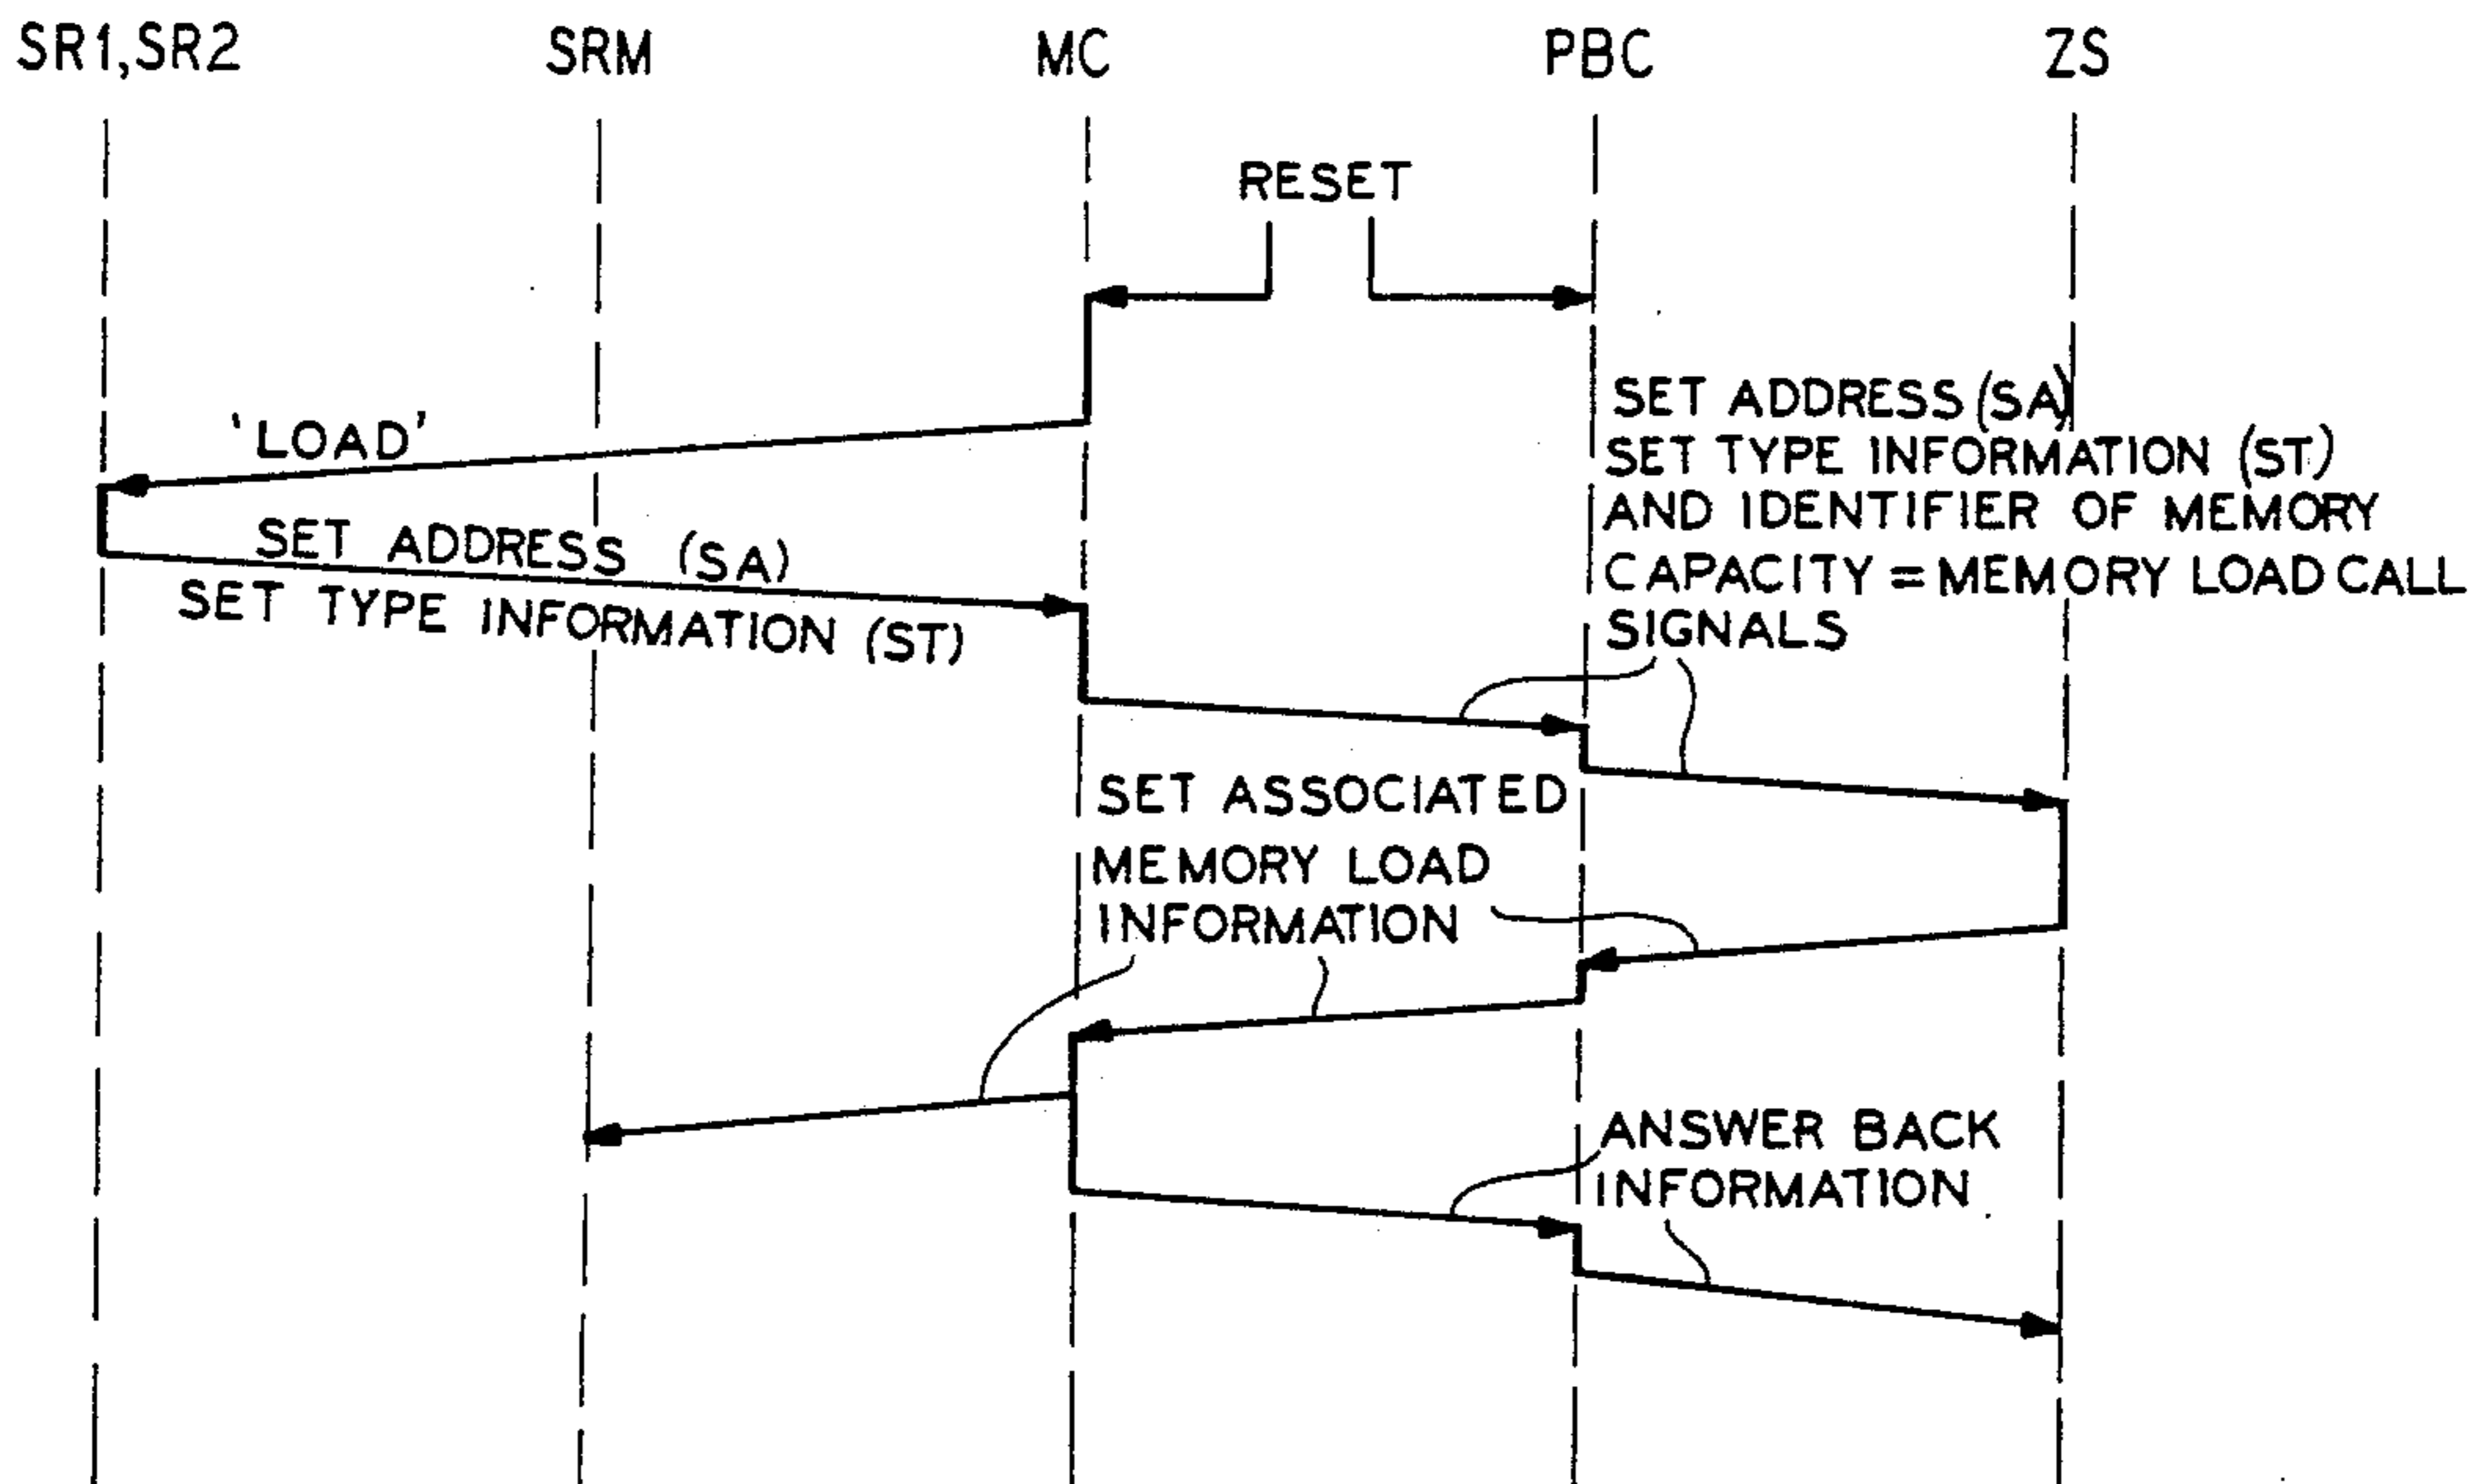 SR1,SR2 SRM MC PBC ZS
RESET
'LOAD'
SET ADDRESS (SA)
SET TYPE INFORMATION (ST)
SET ADDRESS (SA)
SET TYPE INFORMATION (ST)
AND IDENTIFIER OF MEMORY
CAPACITY = MEMORY LOAD CALL
SIGNALS
SET ASSOCIATED
MEMORY LOAD
INFORMATION
ANSWER BACK
INFORMATION